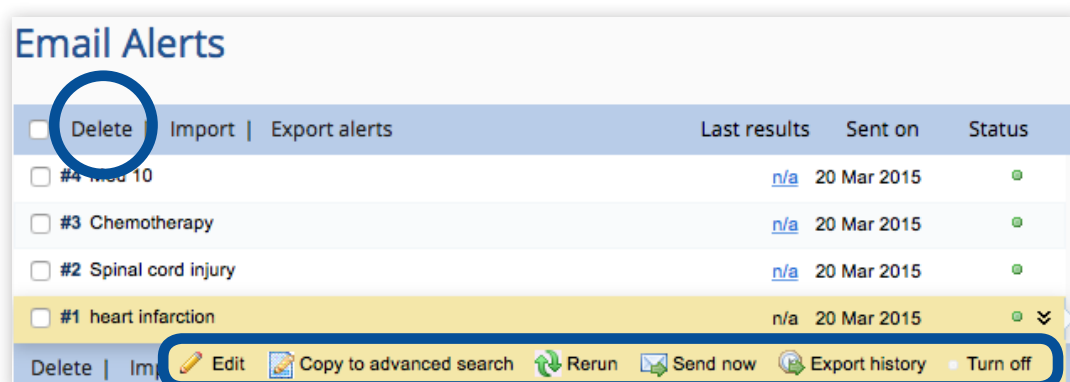 Email Alerts
Delete | Import | Export alerts Last results Sent on Status
#4 10 n/a 20 Mar 2015
#3 Chemotherapy n/a 20 Mar 2015
#2 Spinal cord injury n/a 20 Mar 2015
#1 heart infarction n/a 20 Mar 2015
Delete | Imp Edit Copy to advanced search Rerun Send now Export history Turn off